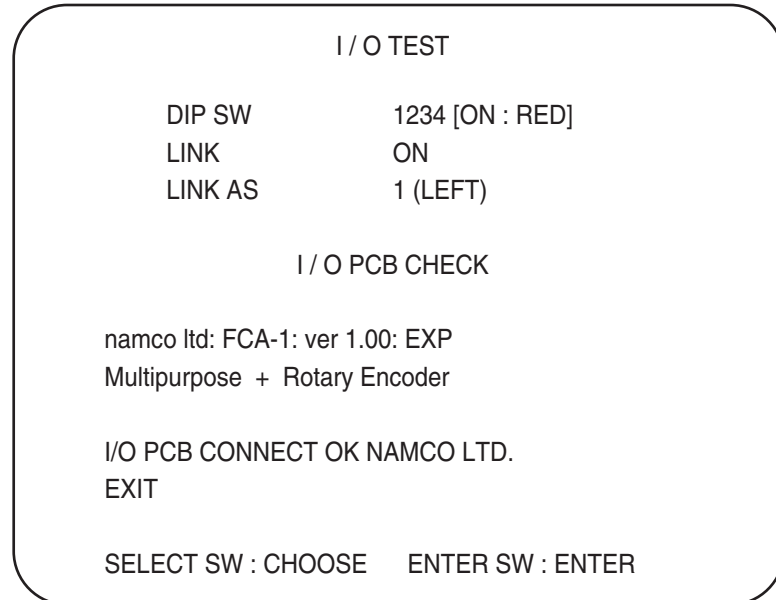 I / O TEST
DIP SW 1234 [ON : RED]
LINK ON
LINK AS 1 (LEFT)
I / O PCB CHECK
namco ltd: FCA-1: ver 1.00: EXP
Multipurpose + Rotary Encoder
I/O PCB CONNECT OK NAMCO LTD.
EXIT
SELECT SW : CHOOSE ENTER SW : ENTER